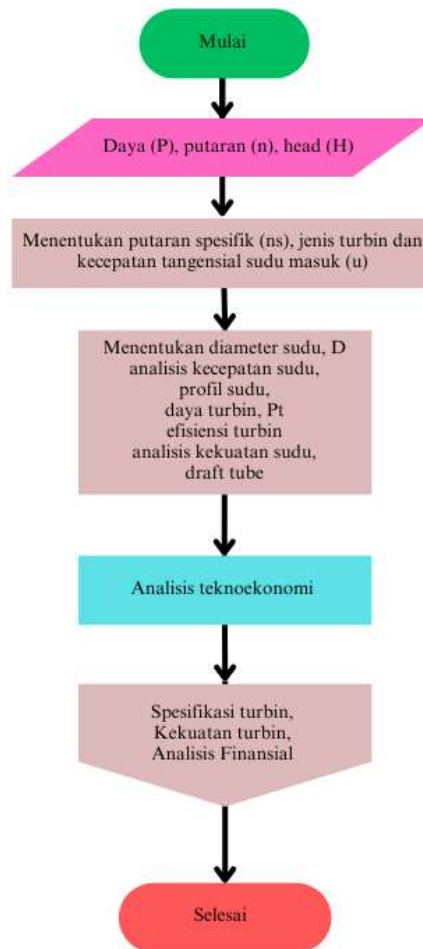 Mulai
Daya (P), putaran (n), head (H)
Menentukan putaran spesifik (ns), jenis turbin dan
kecepatan tangensial sudu masuk (u)
Menentukan diameter sudu, D
analisis kecepatan sudu,
profil sudu,
daya turbin, Pt
efisiensi turbin
analisis kekuatan sudu,
draft tube
Analisis teknoekonomi
Spesifikasi turbin,
Kekuatan turbin,
Analisis Finansial
Selesai